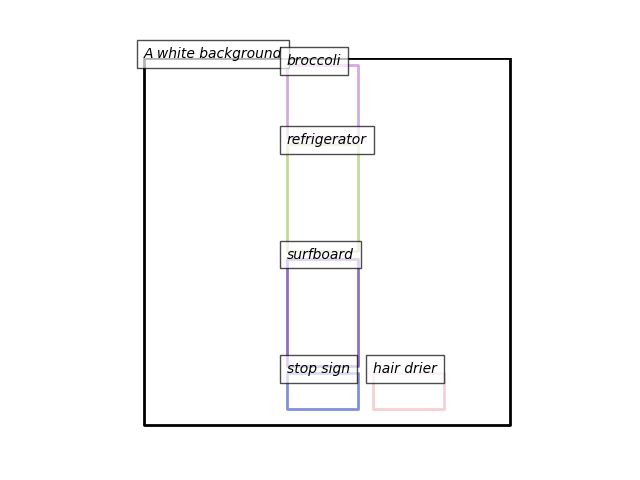 A white background
broccoli
refrigerator
surfboard
stop sign
hair drier